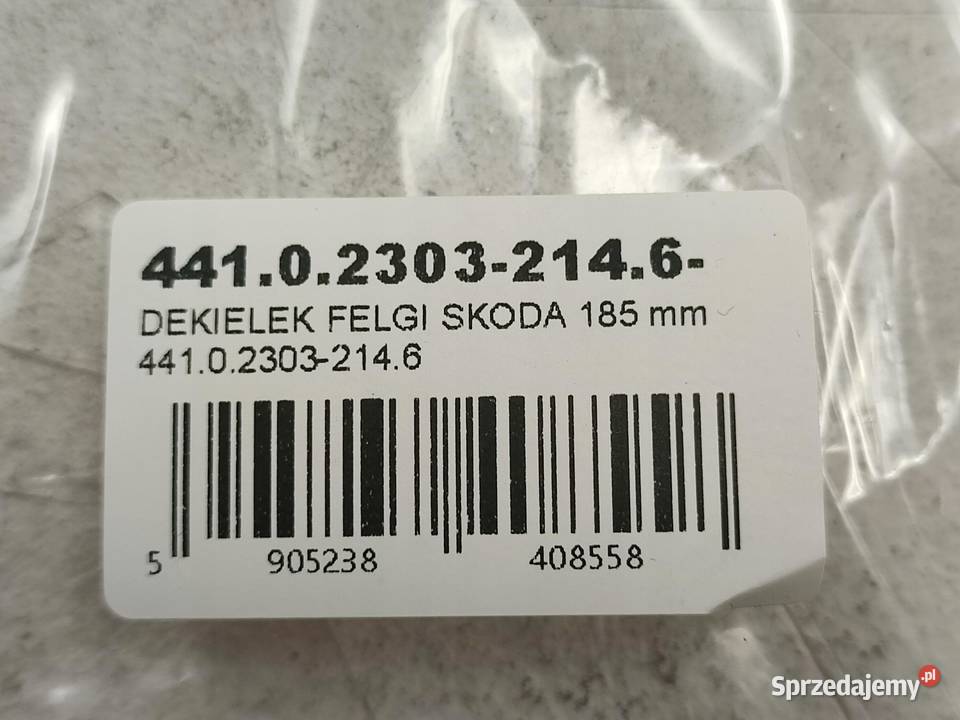 441.0.2303-214.6-
DEKIELEK FELGI SKODA 185 mm
441.0.2303-214.6
5 905238 408558
Sprzedajemy.pl